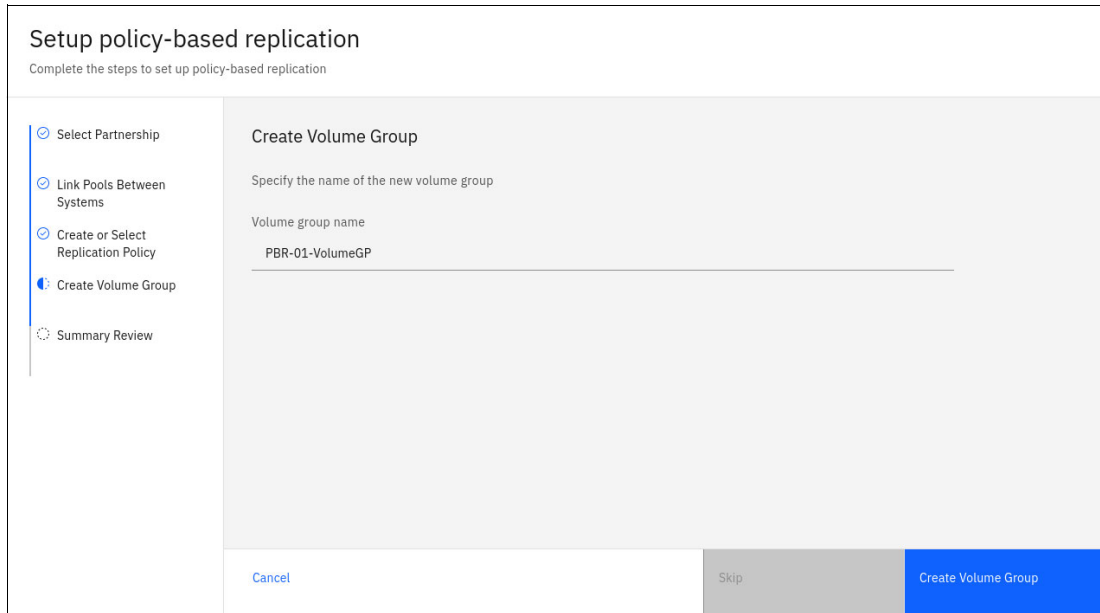 Setup policy-based replication
Complete the steps to set up policy-based replication
Select Partnership
Link Pools Between
Systems
Create or Select
Replication Policy
Create Volume Group
Summary Review
Create Volume Group
Specify the name of the new volume group
Volume group name
PBR-01-VolumeGP
Cancel
Skip
Create Volume Group